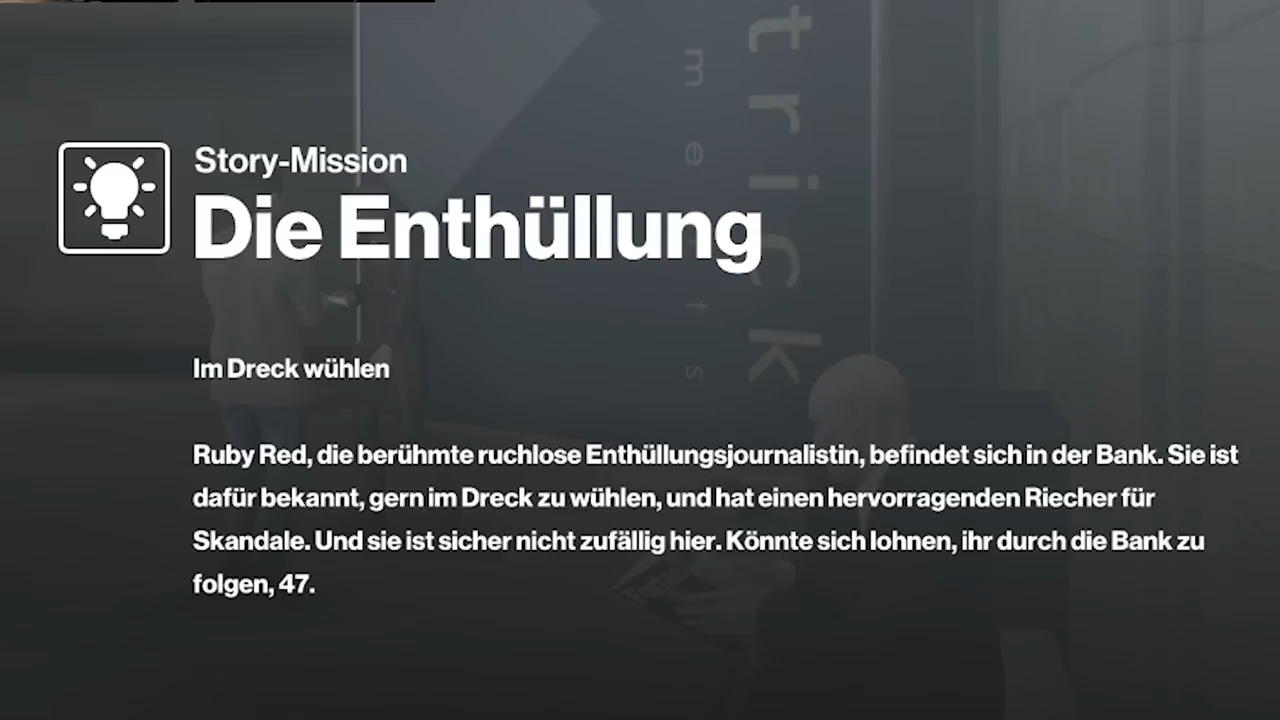 Story-Mission
Die Enthüllung
Im Dreck wühlen
Ruby Red, die berühmte ruchlose Enthüllungsjournalistin, befindet sich in der Bank. Sie ist
dafür bekannt, gern im Dreck zu wühlen, und hat einen hervorragenden Riecher für
Skandale. Und sie ist sicher nicht zufällig hier. Könnte sich lohnen, ihr durch die Bank zu
folgen, 47.
trick